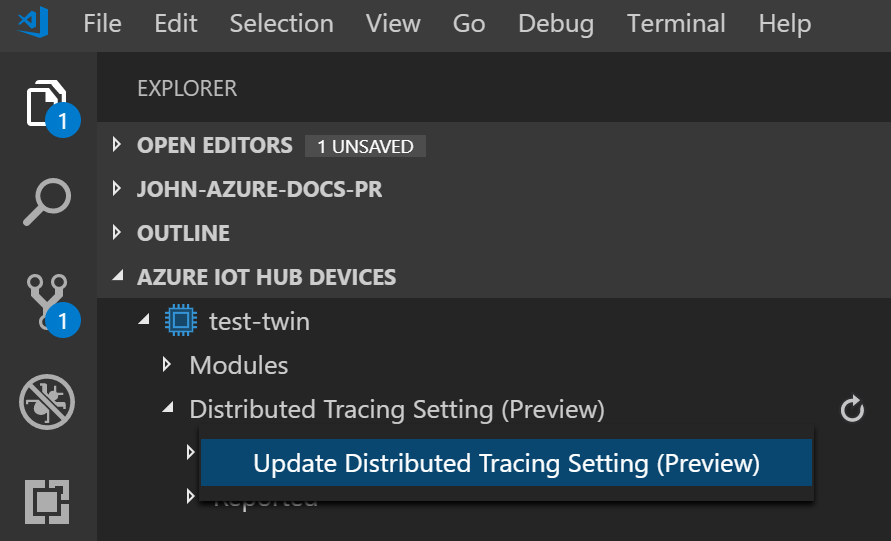 File Edit Selection View Go Debug Terminal Help
EXPLORER
1
OPEN EDITORS 1 UNSAVED
JOHN-AZURE-DOCS-PR
OUTLINE
AZURE IOT HUB DEVICES
1
test-twin
Modules
Distributed Tracing Setting (Preview)
Update Distributed Tracing Setting (Preview)
Reported